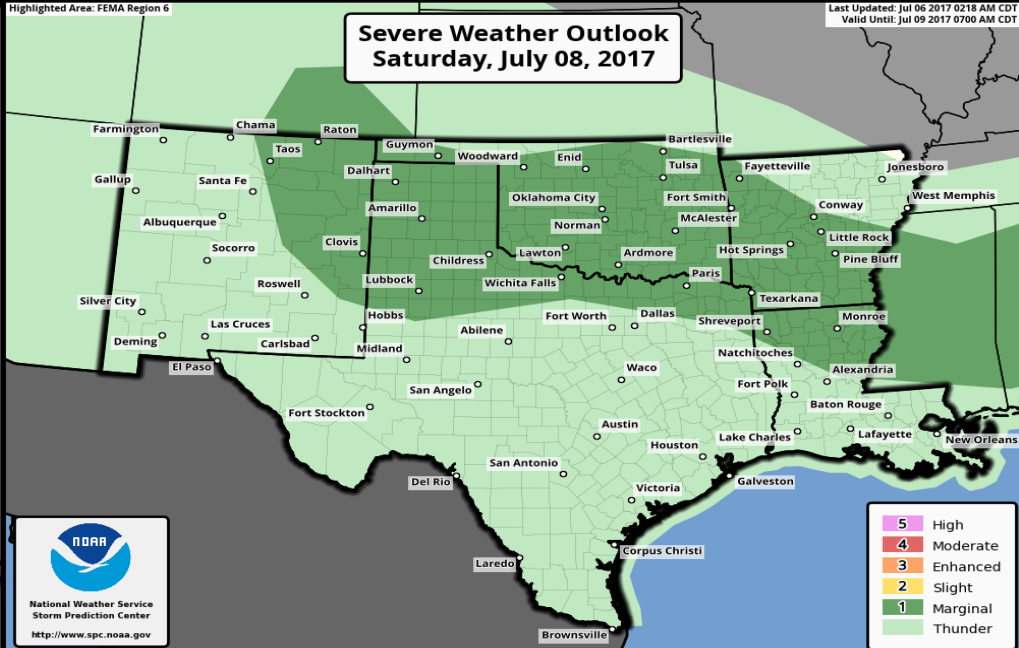 Highlighted Area: FEMA Region 6
Last Updated: Jul 06 2017 0218 AM CDT
Valid Until: Jul 09 2017 0700 AM CDT
Severe Weather Outlook
Saturday, July 08, 2017
Farmington
Chama
Raton
Taos
Guymon
Woodward
Enid
Bartlesville
Tulsa
Fayetteville
Jonesboro
Gallup
Santa Fe
Dalhart
Oklahoma City
Fort Smith
West Memphis
Albuquerque
Amarillo
Norman
McAlester
Conway
Socorro
Clovis
Childress
Lawton
Ardmore
Hot Springs
Little Rock
Pine Bluff
Roswell
Lubbock
Wichita Falls
Paris
Texarkana
Silver City
Las Cruces
Hobbs
Abilene
Fort Worth
Dallas
Shreveport
Monroe
Deming
Carlsbad
Midland
Natchitoches
El Paso
San Angelo
Waco
Fort Polk
Alexandria
Fort Stockton
Baton Rouge
Austin
Houston
Lake Charles
Lafayette
New Orleans
Del Rio
San Antonio
Galveston
Victoria
Laredo
Corpus Christi
Brownsville
NOAA
National Weather Service
Storm Prediction Center
http://www.spc.noaa.gov
5 High
4 Moderate
3 Enhanced
2 Slight
1 Marginal
Thunder